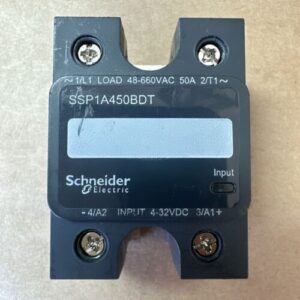 ~ 1/L1 LOAD 48-660VAC 50A 2/T1 ~
SSP1A450BDT
Schneider
Electric
Input
- 4/A2 INPUT 4-32VDC 3/A1 +